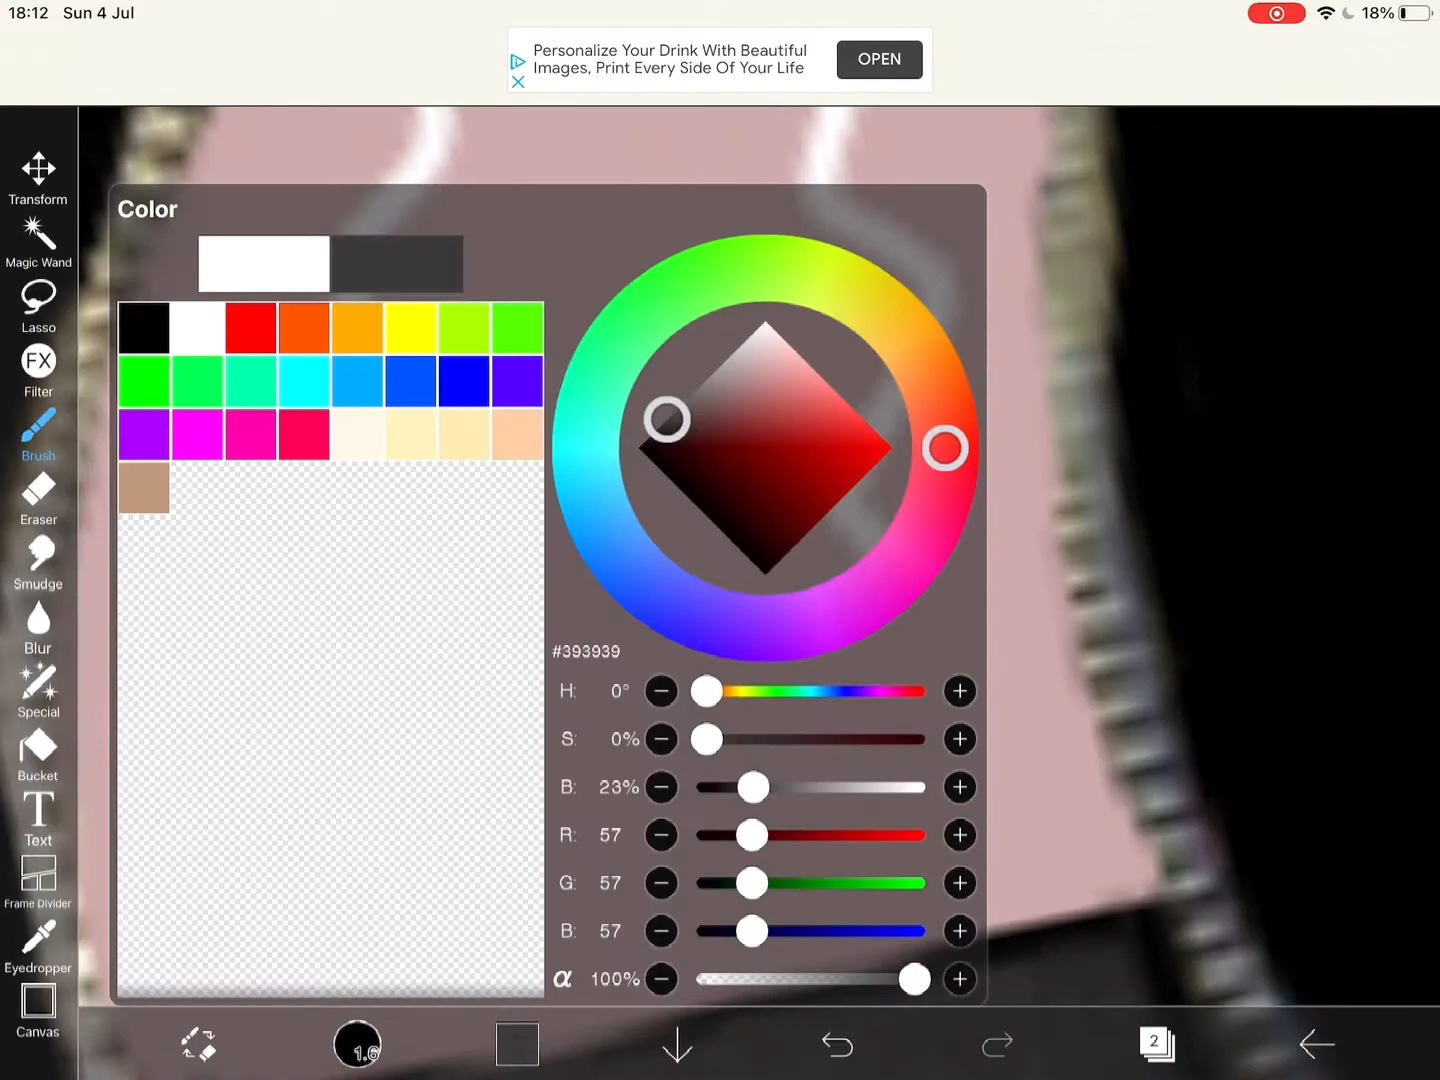 18:12 Sun 4 Jul
18%
Personalize Your Drink With Beautiful
Images, Print Every Side Of Your Life
OPEN
Transform
Magic Wand
Lasso
FX
Filter
Brush
Eraser
Smudge
Blur
Special
Bucket
T
Text
Frame Divider
Eyedropper
Canvas
Color
#393939
H: 0°
S: 0%
B: 23%
R: 57
G: 57
B: 57
α 100%
1.6
2